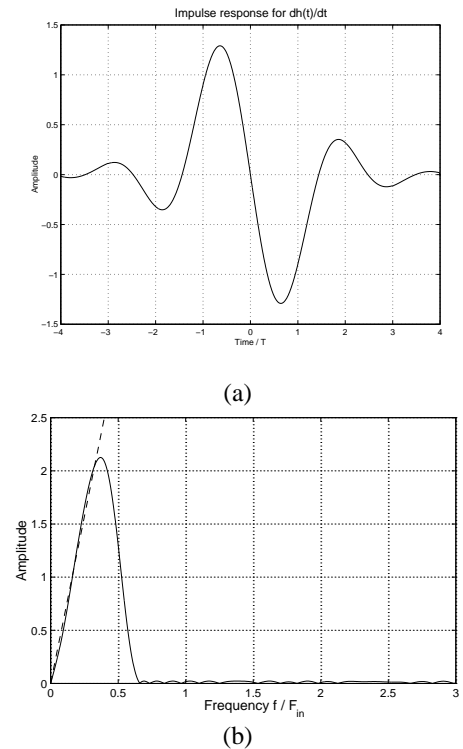 Impulse response for dh(t)/dt
1.5
1
0.5
0
−0.5
−1
−1.5
Amplitude
−4 −3 −2 −1 0 1 2 3 4
Time / T
(a)
2.5
2
1.5
1
0.5
0
Amplitude
0 0.5 1 1.5 2 2.5 3
Frequency f / F_in
(b)